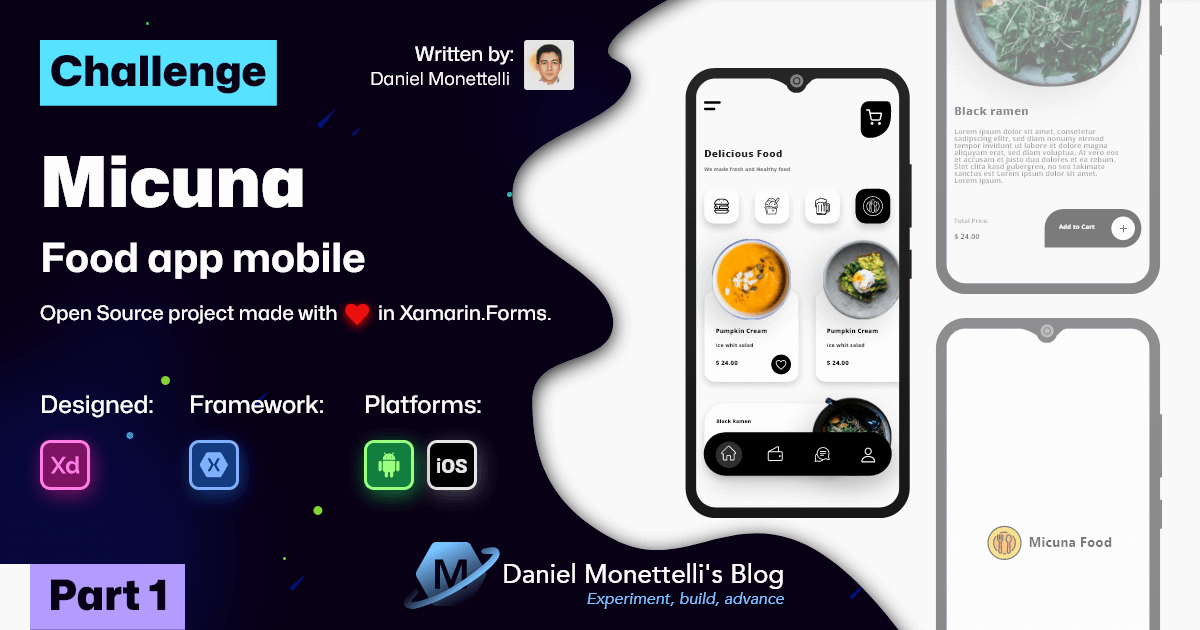 Challenge
Written by:
Daniel Monettelli
Micuna
Food app mobile
Open Source project made with in Xamarin.Forms.
Designed:
Framework:
Platforms:
Xd
X
iOS
Part 1
M
Daniel Monettelli's Blog
Experiment, build, advance
Delicious Food
We made fresh and Healthy food
Pumpkin Cream
ice whit salad
$ 24.00
Pumpkin Cream
ice whit salad
$ 24.00
Black Ramen
Black ramen
Lorem ipsum dolor sit amet, consetetur
sadipscing elitr, sed diam nonumy eirmod
tempor invidunt ut labore et dolore magna
aliquyam erat, sed diam voluptua. At vero eos
et accusam et justo duo dolores et ea rebum.
Stet clita kasd gubergren, no sea takimata
sanctus est Lorem ipsum dolor sit amet.
Lorem ipsum.
Total Price:
$ 24.00
Add to Cart
Micuna Food